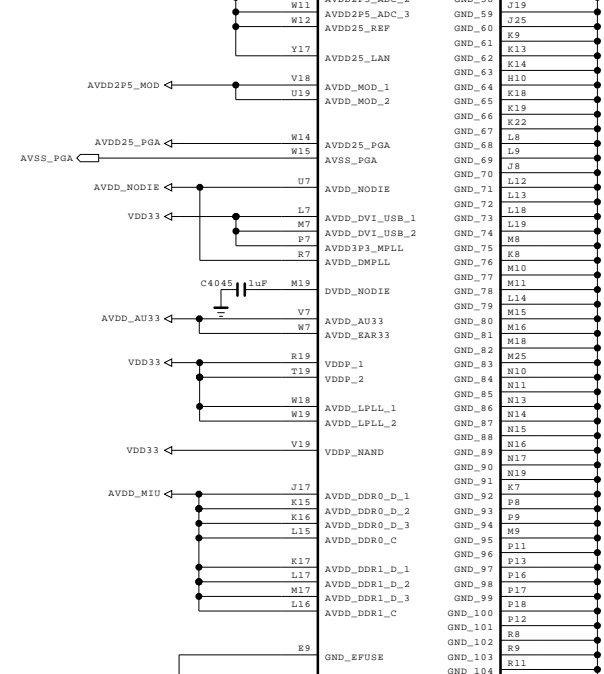 W11 AVDD2P5_ADC_3 GND_59 J19
W12 AVDD25_REF GND_60 J25
GND_61 K9
Y17 AVDD25_LAN GND_62 K13
GND_63 K14
AVDD2P5_MOD V18 AVDD_MOD_1 GND_64 H10
U19 AVDD_MOD_2 GND_65 K18
GND_66 K19
GND_67 K22
AVDD25_PGA W14 AVDD25_PGA GND_68 L8
AVSS_PGA W15 AVSS_PGA GND_69 L9
GND_70 J8
AVDD_NODIE U7 AVDD_NODIE GND_71 L12
GND_72 L13
VDD33 L7 AVDD_DVI_USB_1 GND_73 L18
M7 AVDD_DVI_USB_2 GND_74 L19
P7 AVDD3P3_MPLL GND_75 M8
R7 AVDD_DMPLL GND_76 K8
GND_77 M10
C4045 1uF M19 DVDD_NODIE GND_78 M11
GND_79 L14
AVDD_AU33 V7 AVDD_AU33 GND_80 M15
W7 AVDD_EAR33 GND_81 M16
GND_82 M18
VDD33 R19 VDDP_1 GND_83 M25
T19 VDDP_2 GND_84 N10
GND_85 N11
W18 AVDD_LPLL_1 GND_86 N13
W19 AVDD_LPLL_2 GND_87 N14
GND_88 N15
VDD33 V19 VDDP_NAND GND_89 N16
GND_90 N17
GND_91 N19
AVDD_MIU J17 AVDD_DDR0_D_1 GND_92 K7
K15 AVDD_DDR0_D_2 GND_93 P8
K16 AVDD_DDR0_D_3 GND_94 P9
L15 AVDD_DDR0_C GND_95 M9
GND_96 P11
K17 AVDD_DDR1_D_1 GND_97 P13
L17 AVDD_DDR1_D_2 GND_98 P16
M17 AVDD_DDR1_D_3 GND_99 P17
L16 AVDD_DDR1_C GND_100 P18
GND_101 P12
GND_102 R8
E9 GND_EFUSE GND_103 R9
GND_104 R11